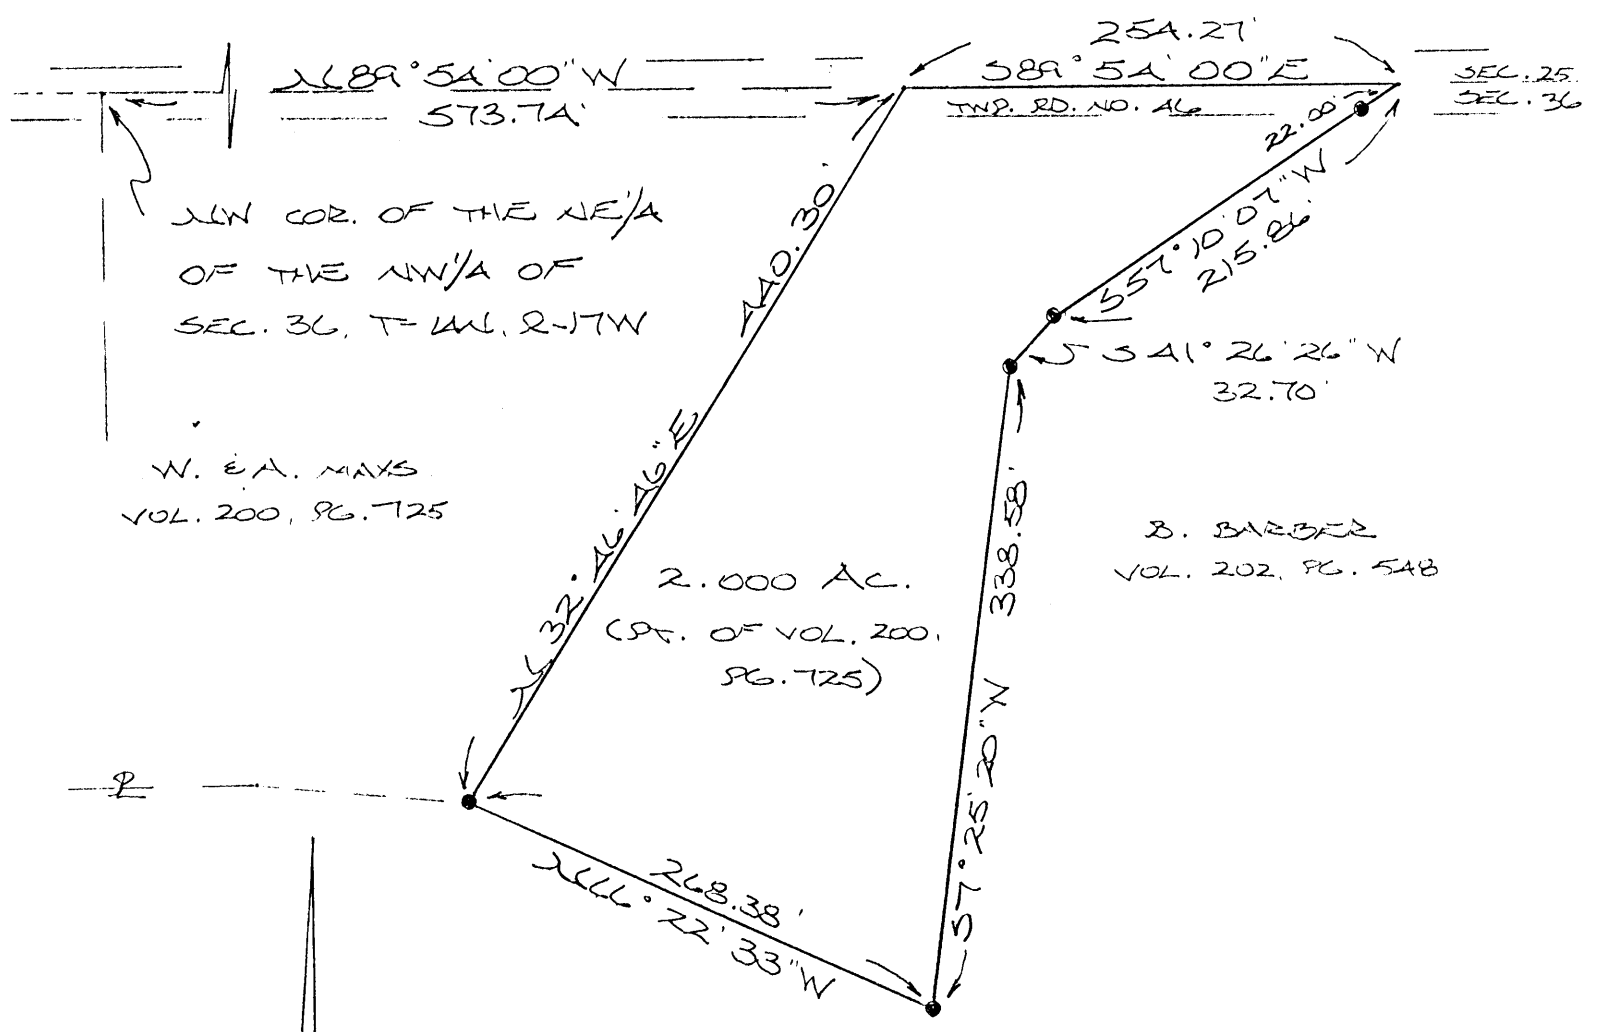 254.27'
N89°54'00"W
573.74'
S89°54'00"E
TWP. RD. NO. 46
SEC. 25
SEC. 36
22.00'
S57°10'07"W
215.86'
NW COR. OF THE NE1/4
OF THE NW1/4 OF
SEC. 36, T-14N, R-17W
440.30'
N32°46'46"E
S41°26'26"W
32.70'
W. & A. MAYS
VOL. 200, PG. 725
338.58'
S7°25'20"W
B. BARBER
VOL. 202, PG. 548
2.000 AC.
(PT. OF VOL. 200,
PG. 725)
PL
268.38'
N66°22'33"W